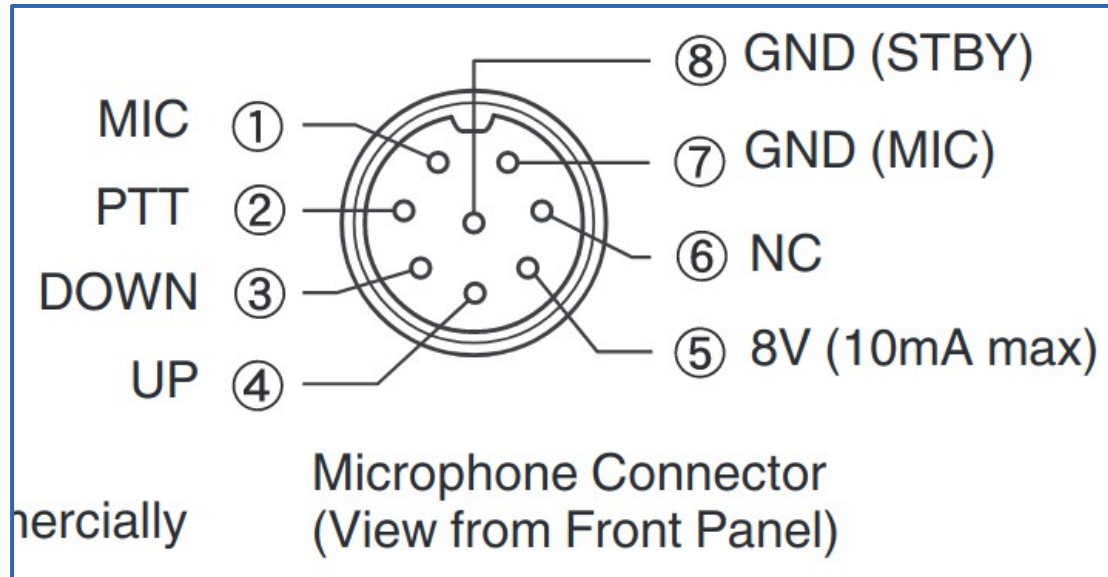 MIC ①
PTT ②
DOWN ③
UP ④
⑧ GND (STBY)
⑦ GND (MIC)
⑥ NC
⑤ 8V (10mA max)
Microphone Connector
(View from Front Panel)
nercially